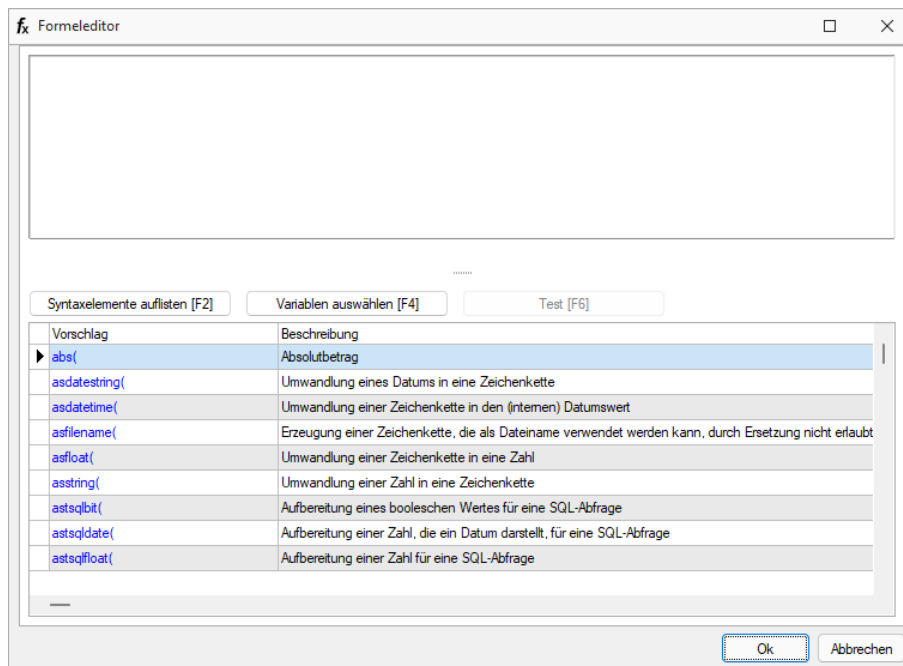 fx Formeleditor
Syntaxelemente auflisten [F2] Variablen auswählen [F4] Test [F6]
Vorschlag Beschreibung
abs( Absolutbetrag
asdatestring( Umwandlung eines Datums in eine Zeichenkette
asdatetime( Umwandlung einer Zeichenkette in den (internen) Datumswert
asfilename( Erzeugung einer Zeichenkette, die als Dateiname verwendet werden kann, durch Ersetzung nicht erlaubt
asfloat( Umwandlung einer Zeichenkette in eine Zahl
asstring( Umwandlung einer Zahl in eine Zeichenkette
astsqlbit( Aufbereitung eines booleschen Wertes für eine SQL-Abfrage
astsqldate( Aufbereitung einer Zahl, die ein Datum darstellt, für eine SQL-Abfrage
astsqlfloat( Aufbereitung einer Zahl für eine SQL-Abfrage
Ok Abbrechen